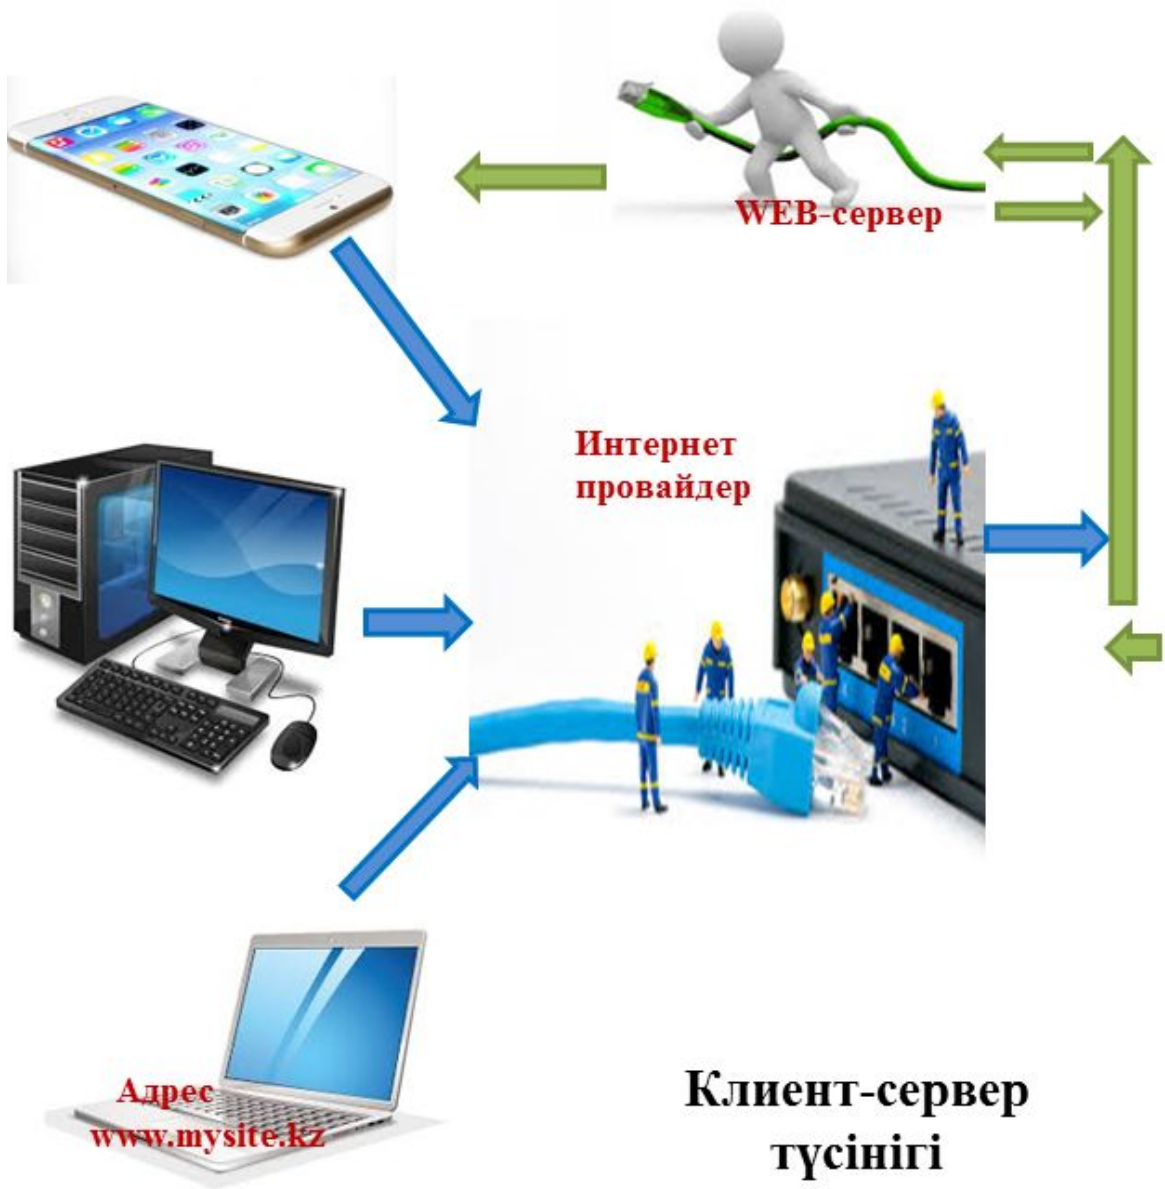 WEB-сервер
Интернет
провайдер
Адрес
www.mysite.kz
Клиент-сервер
түсінігі